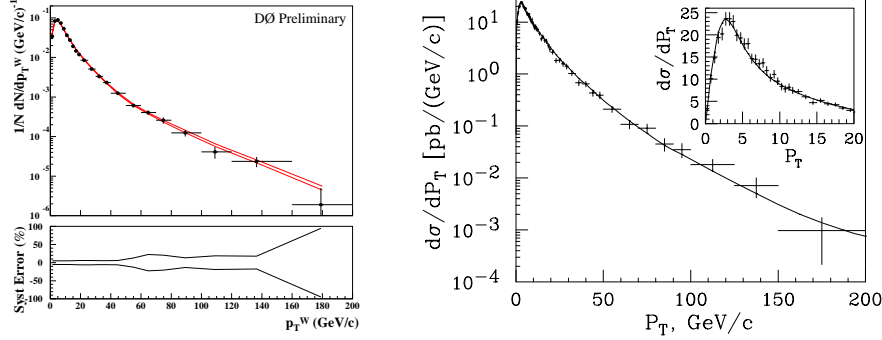 1/N dN/dp_T^W (GeV/c)^-1
DØ Preliminary
10^-1
10^-2
10^-3
10^-4
10^-5
10^-6
Syst Error (%)
100
50
0
-50
-100
0 20 40 60 80 100 120 140 160 180 200
p_T^W (GeV/c)
dσ/dP_T [pb/(GeV/c)]
10^1
10^0
10^-1
10^-2
10^-3
10^-4
0 50 100 150 200
P_T, GeV/c
dσ/dP_T
25
20
15
10
5
0
0 5 10 15 20
P_T